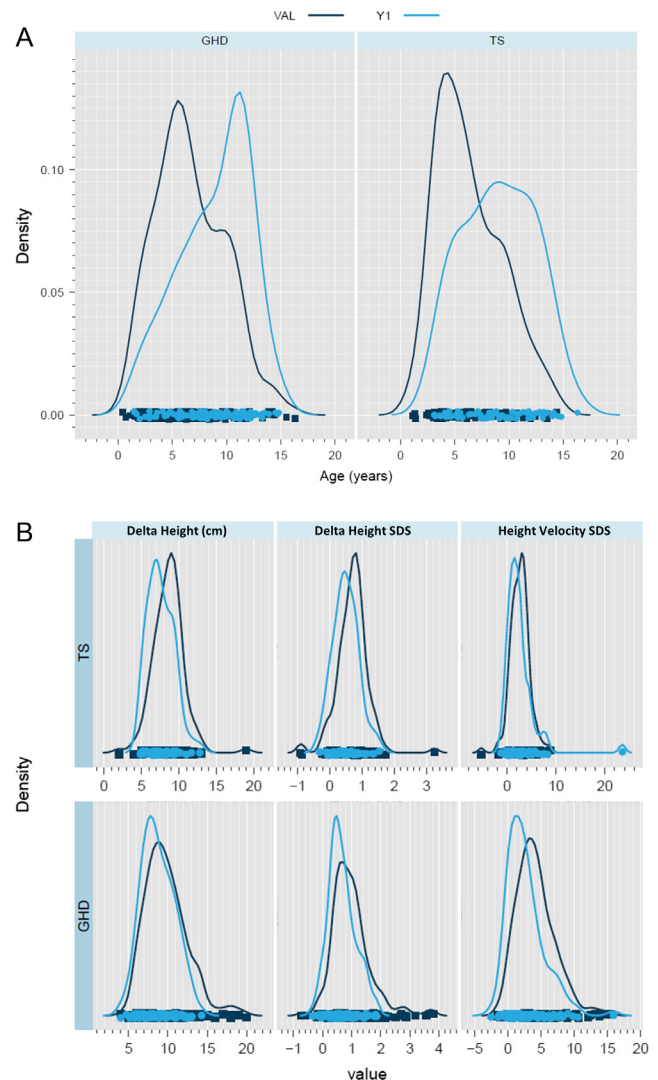 VAL Y1
A
GHD TS
Density
0.10
0.05
0.00
0 5 10 15 20 0 5 10 15 20
Age (years)
B
Delta Height (cm) Delta Height SDS Height Velocity SDS
TS
0 5 10 15 20 −1 0 1 2 3 0 10 20
Density
GHD
5 10 15 20 −1 0 1 2 3 4 −5 0 5 10 15 20
value